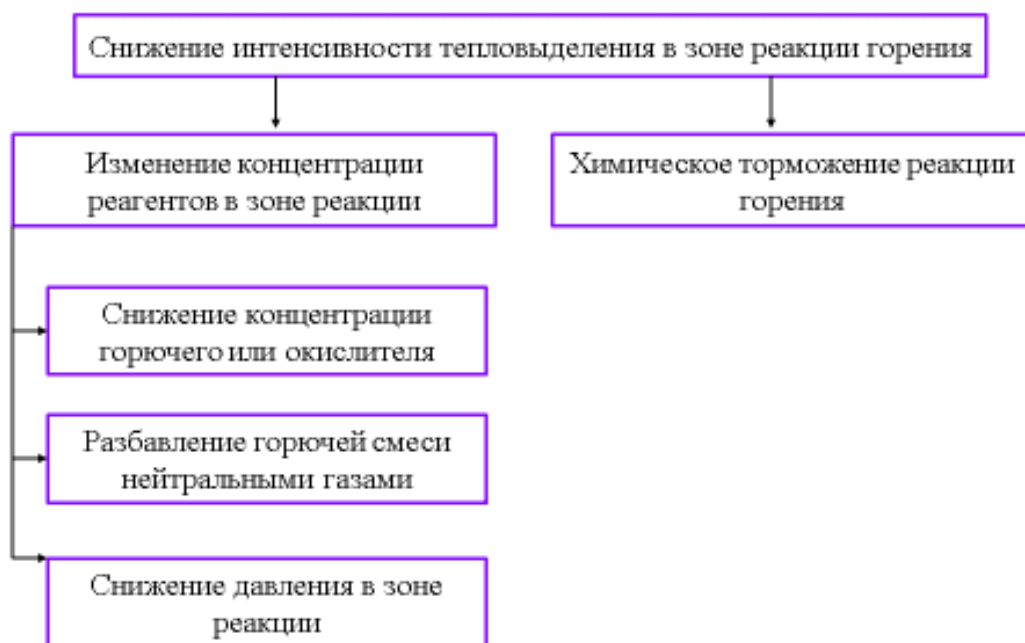 Снижение интенсивности тепловыделения в зоне реакции горения
Изменение концентрации
реагентов в зоне реакции
Химическое торможение реакции
горения
Снижение концентрации
горючего или окислителя
Разбавление горючей смеси
нейтральными газами
Снижение давления в зоне
реакции